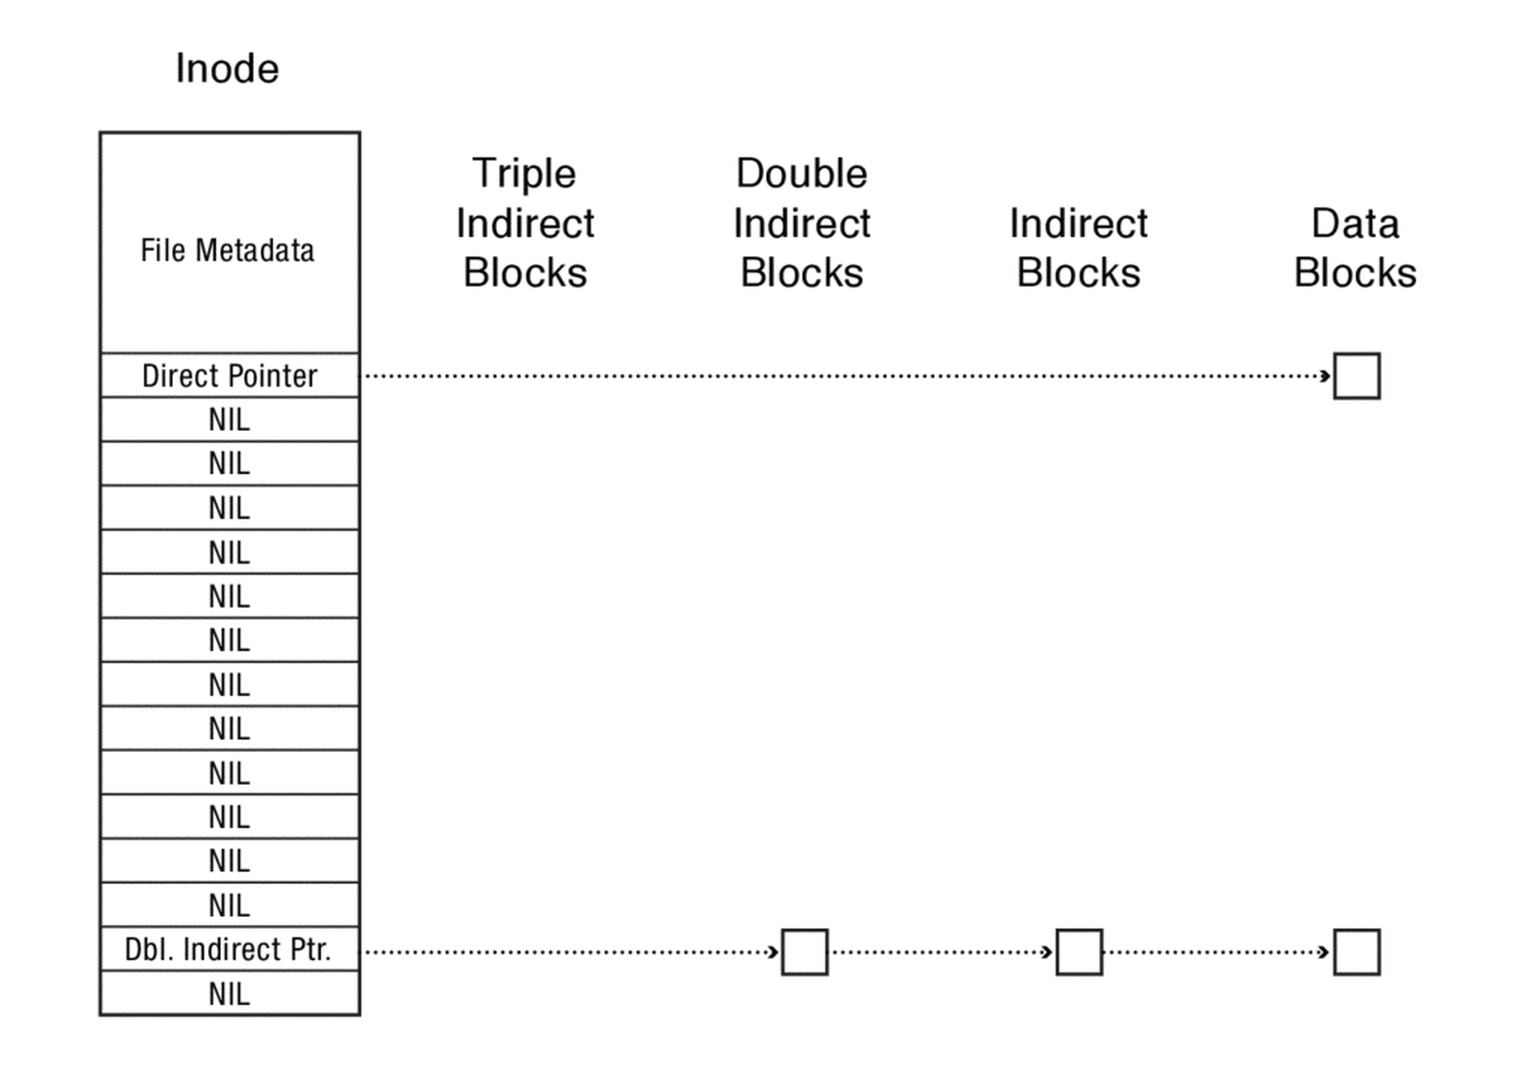 Inode
Triple
Indirect
Blocks
Double
Indirect
Blocks
Indirect
Blocks
Data
Blocks
File Metadata
Direct Pointer
NIL
NIL
NIL
NIL
NIL
NIL
NIL
NIL
NIL
NIL
NIL
NIL
Dbl. Indirect Ptr.
NIL